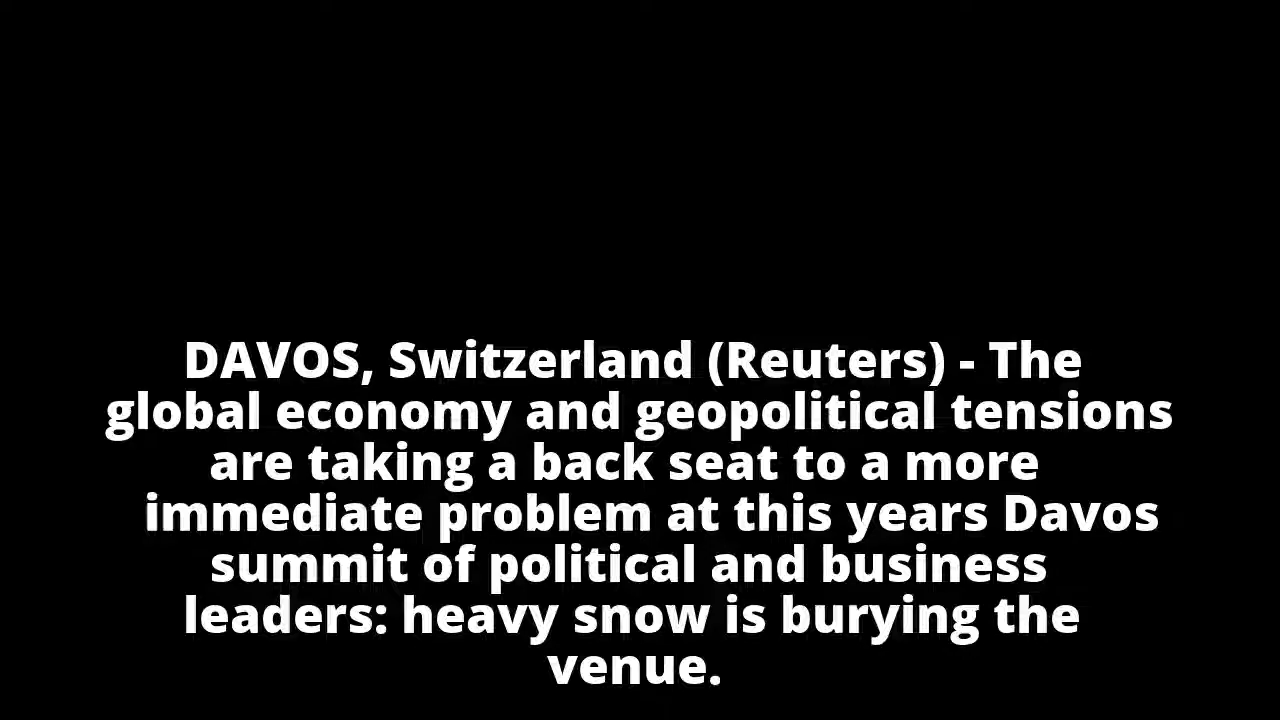 DAVOS, Switzerland (Reuters) - The
global economy and geopolitical tensions
are taking a back seat to a more
immediate problem at this years Davos
summit of political and business
leaders: heavy snow is burying the
venue.